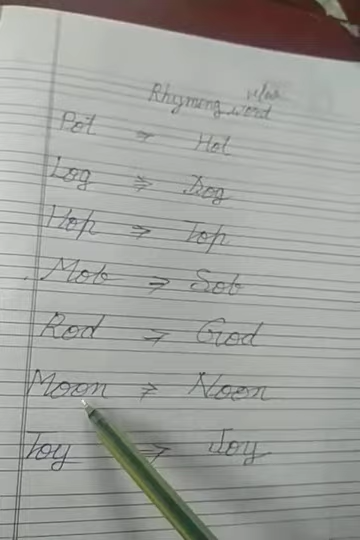 Rhyming word
Pot ⇒ Hot
Log ⇒ Dog
Hop ⇒ Top
Mob ⇒ Sob
Rod ⇒ God
Moon ⇒ Noon
Toy ⇒ Joy